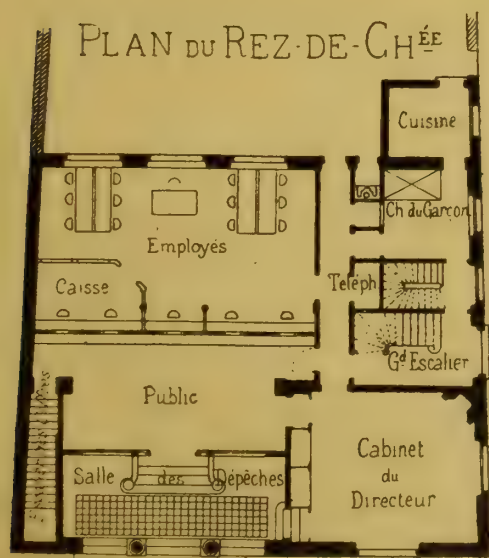 PLAN DU REZ-DE-CHÉE
Cuisine
Ch du Garçon
Employés
Téléph
Caisse
Gd Escalier
Public
Cabinet
du
Directeur
Salle des Dépêches